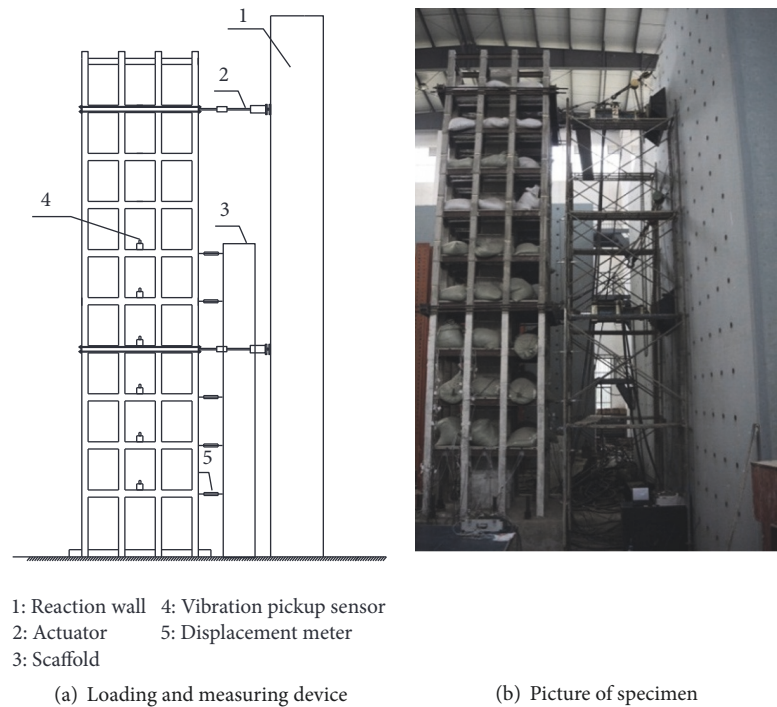 1
2
3
4
5
1: Reaction wall 4: Vibration pickup sensor
2: Actuator 5: Displacement meter
3: Scaffold
(a) Loading and measuring device
(b) Picture of specimen